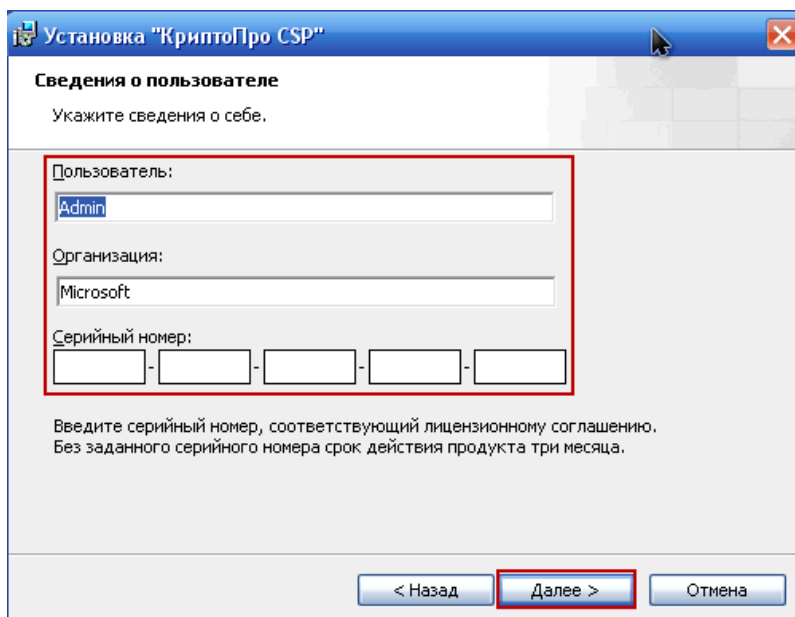 Установка "КриптоПро CSP"
Сведения о пользователе
Укажите сведения о себе.
Пользователь:
Admin
Организация:
Microsoft
Серийный номер:
- - - -
Введите серийный номер, соответствующий лицензионному соглашению.
Без заданного серийного номера срок действия продукта три месяца.
< Назад
Далее >
Отмена